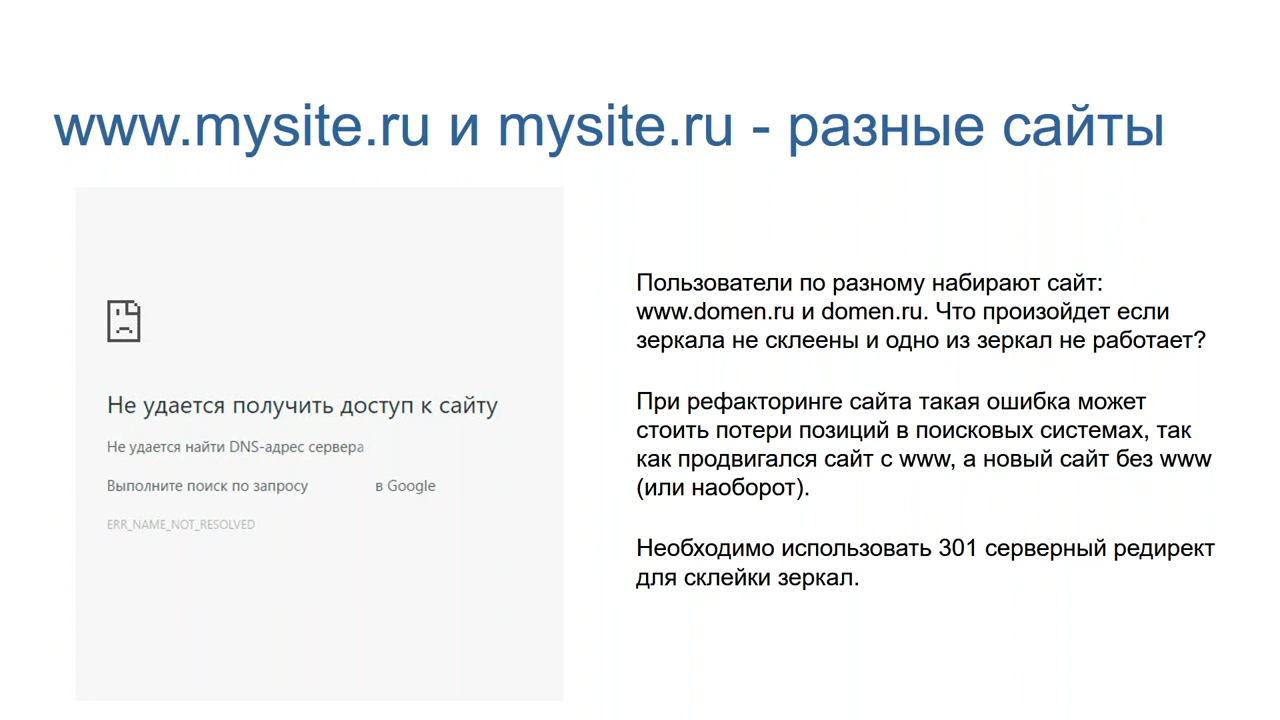 www.mysite.ru и mysite.ru - разные сайты
Не удается получить доступ к сайту
Не удается найти DNS-адрес сервера
Выполните поиск по запросу в Google
ERR_NAME_NOT_RESOLVED
Пользователи по разному набирают сайт:
www.domen.ru и domen.ru. Что произойдет если
зеркала не склеены и одно из зеркал не работает?
При рефакторинге сайта такая ошибка может
стоить потери позиций в поисковых системах, так
как продвигался сайт с www, а новый сайт без www
(или наоборот).
Необходимо использовать 301 серверный редирект
для склейки зеркал.